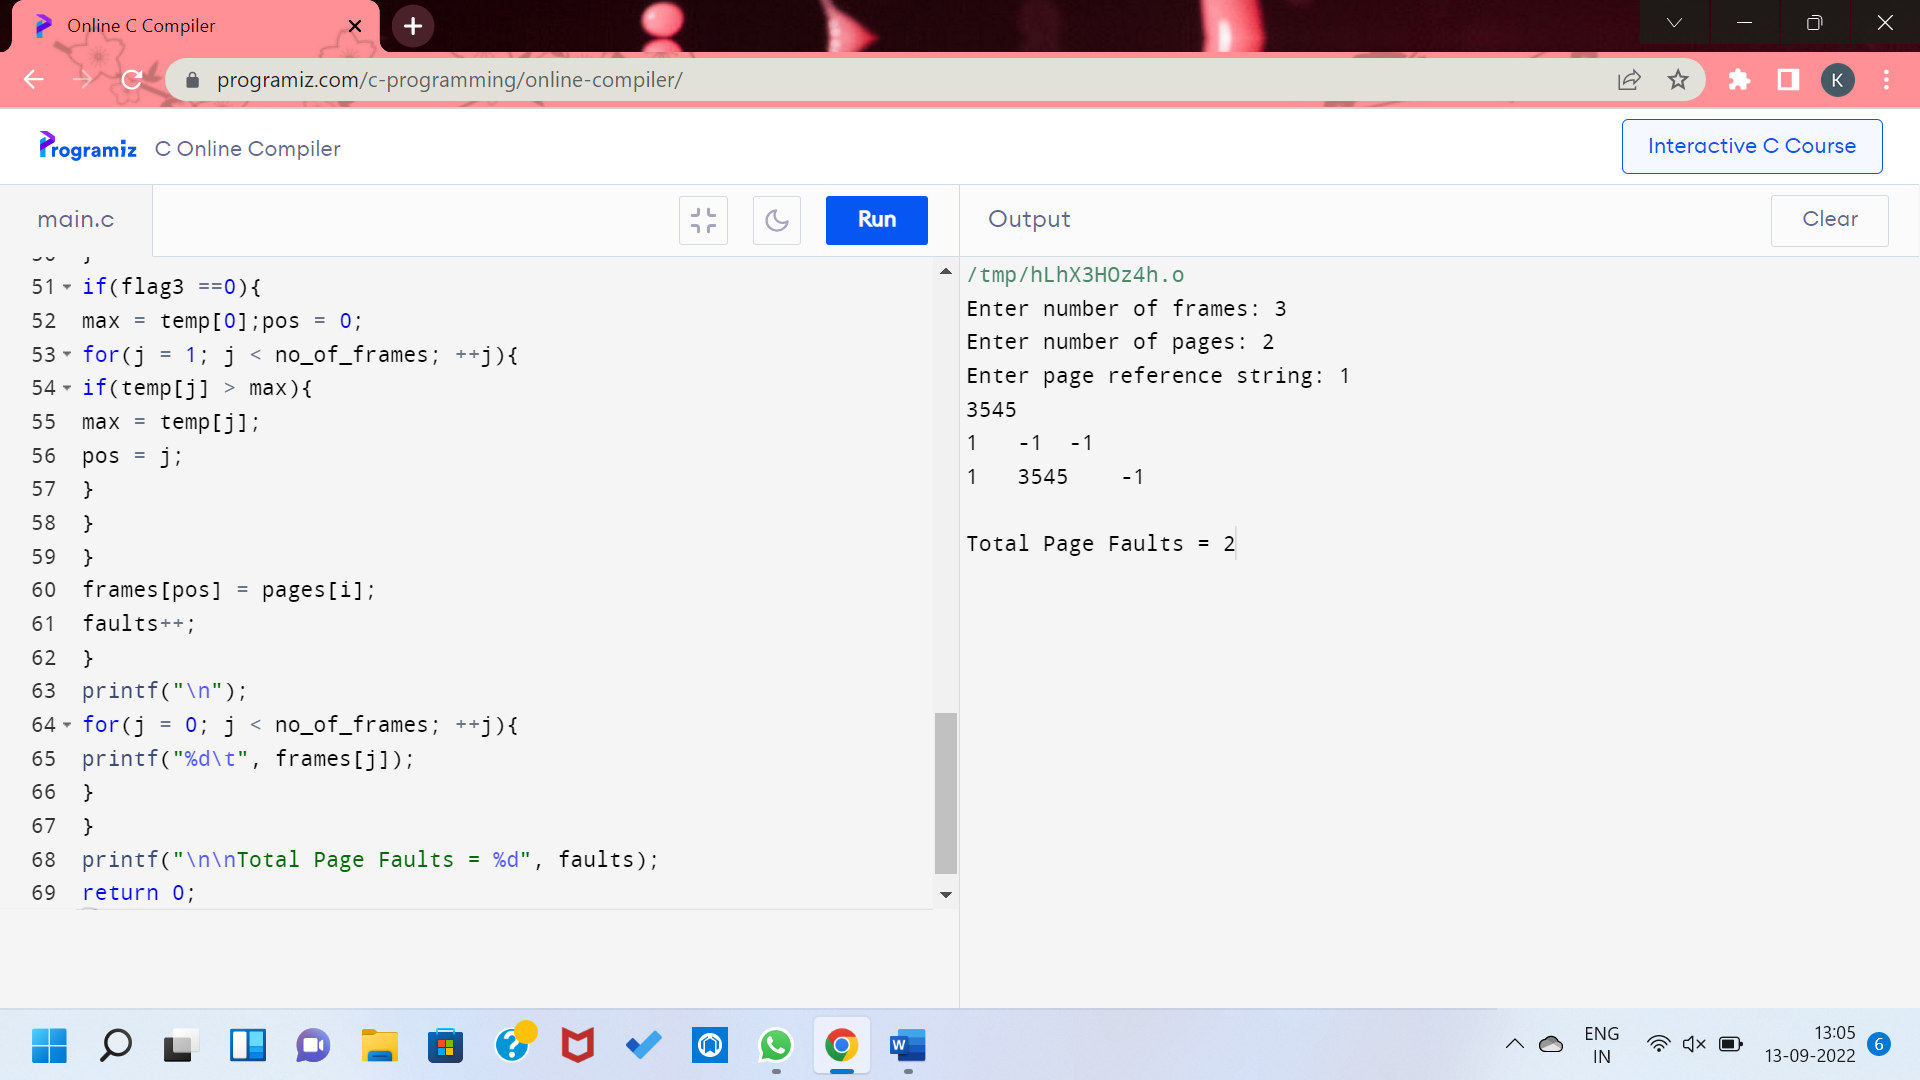 Online C Compiler
programiz.com/c-programming/online-compiler/
K
Programiz C Online Compiler
Interactive C Course
main.c
Run
Output
Clear
51 if(flag3 ==0){
52 max = temp[0];pos = 0;
53 for(j = 1; j < no_of_frames; ++j){
54 if(temp[j] > max){
55 max = temp[j];
56 pos = j;
57 }
58 }
59 }
60 frames[pos] = pages[i];
61 faults++;
62 }
63 printf("\n");
64 for(j = 0; j < no_of_frames; ++j){
65 printf("%d\t", frames[j]);
66 }
67 }
68 printf("\n\nTotal Page Faults = %d", faults);
69 return 0;
/tmp/hLhX3HOz4h.o
Enter number of frames: 3
Enter number of pages: 2
Enter page reference string: 1
3545
1 -1 -1
1 3545 -1
Total Page Faults = 2
W
ENG
IN
13:05
13-09-2022
6